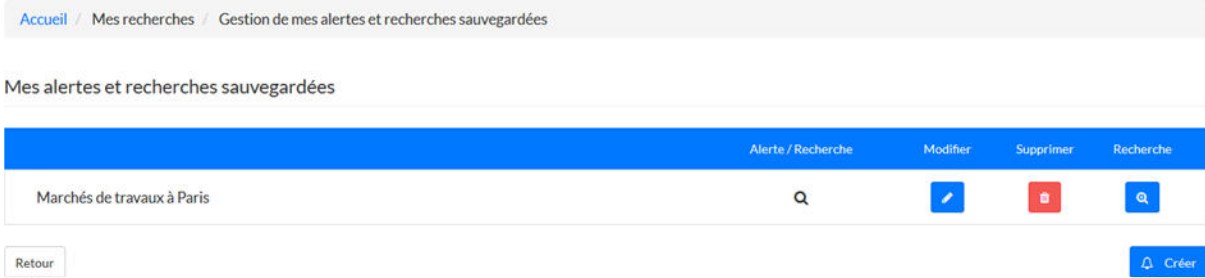 Accueil / Mes recherches / Gestion de mes alertes et recherches sauvegardées
Mes alertes et recherches sauvegardées
Alerte / Recherche Modifier Supprimer Recherche
Marchés de travaux à Paris
Retour Créer